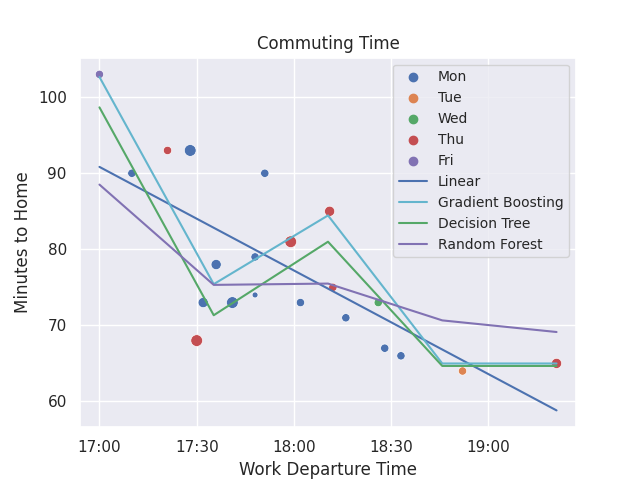 Commuting Time
Minutes to Home
100
90
80
70
60
17:00
17:30
18:00
18:30
19:00
Work Departure Time
Mon
Tue
Wed
Thu
Fri
Linear
Gradient Boosting
Decision Tree
Random Forest